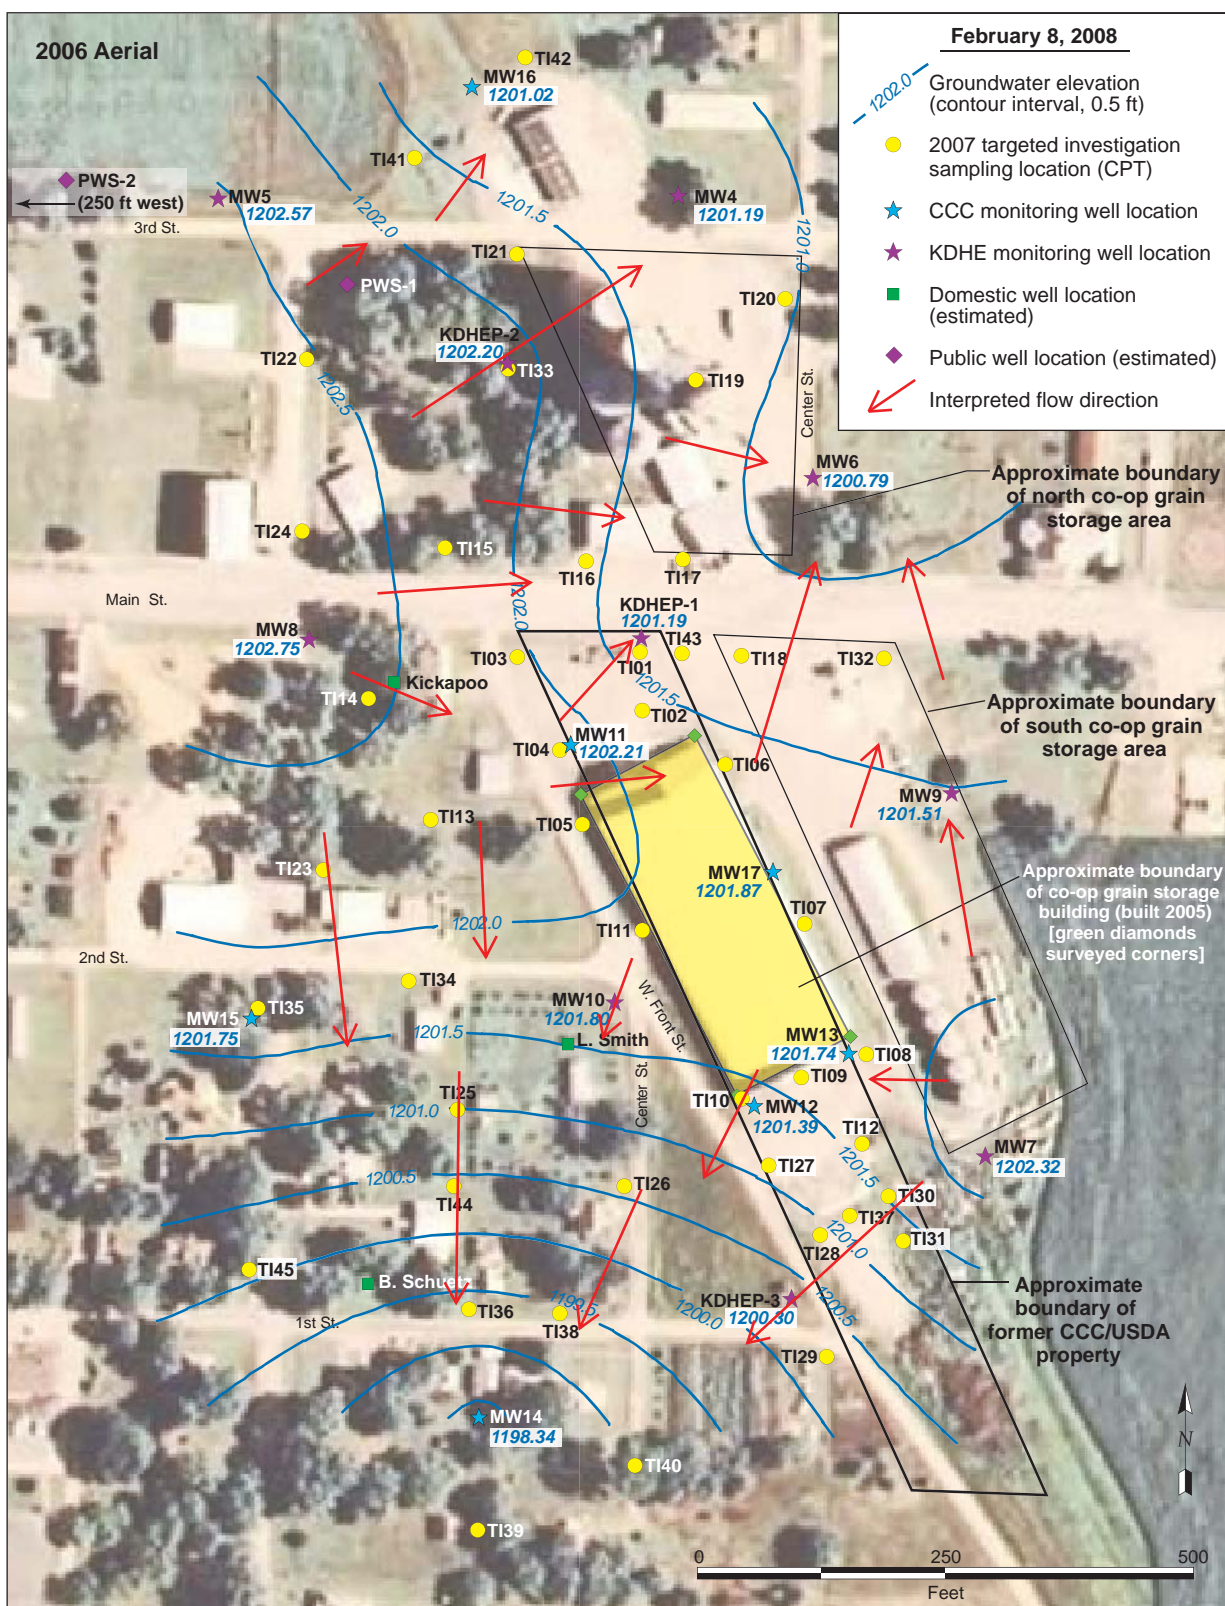 2006 Aerial
February 8, 2008
1202.0
Groundwater elevation
(contour interval, 0.5 ft)
2007 targeted investigation
sampling location (CPT)
CCC monitoring well location
KDHE monitoring well location
Domestic well location
(estimated)
Public well location (estimated)
Interpreted flow direction
TI42
MW16
1201.02
TI41
PWS-2
(250 ft west)
MW5
1202.57
3rd St.
1202.0
1201.5
MW4
1201.19
1201.0
TI21
PWS-1
TI20
KDHEP-2
1202.20
TI33
TI22
1202.5
TI19
Center St.
MW6
1200.79
Approximate boundary
of north co-op grain
storage area
TI24
TI15
TI16
TI17
Main St.
1202.0
KDHEP-1
1201.19
TI43
MW8
1202.75
TI03
TI01
TI18
TI32
Kickapoo
TI14
1201.5
TI02
Approximate boundary
of south co-op grain
storage area
MW11
1202.21
TI04
TI06
MW9
1201.51
TI13
TI05
TI23
MW17
1201.87
Approximate boundary
of co-op grain storage
building (built 2005)
[green diamonds
surveyed corners]
1202.0
TI11
TI07
2nd St.
TI34
W. Front St.
MW10
1201.80
TI35
MW15
1201.75
1201.5
L. Smith
MW13
1201.74
TI08
TI09
Center St.
TI10
MW12
1201.39
TI25
1201.0
TI12
MW7
1202.32
TI27
1201.5
1200.5
TI44
TI26
TI30
TI37
1201.0
TI28
TI31
TI45
B. Schuetz
KDHEP-3
1200.30
1200.5
Approximate
boundary of
former CCC/USDA
property
1st St.
TI36
1199.5
TI38
1200.0
TI29
MW14
1198.34
N
TI40
TI39
0
250
500
Feet